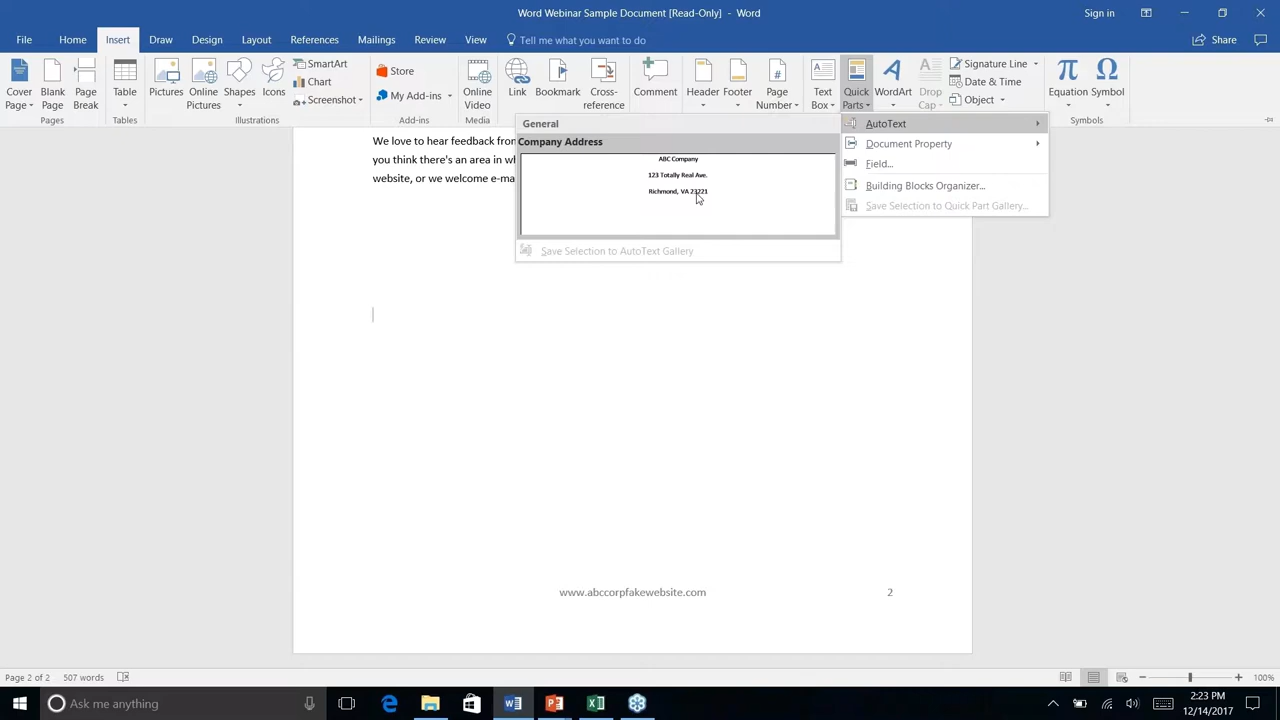 Word Webinar Sample Document [Read-Only] - Word
Sign in
File
Home
Insert
Draw
Design
Layout
References
Mailings
Review
View
Tell me what you want to do
Share
Cover Page
Blank Page
Page Break
Pages
Table
Tables
Pictures
Online Pictures
Shapes
Icons
SmartArt
Chart
Screenshot
Illustrations
Store
My Add-ins
Add-ins
Online Video
Media
Link
Bookmark
Cross-reference
Comment
Header
Footer
Page Number
Text Box
Quick Parts
WordArt
Drop Cap
Signature Line
Date & Time
Object
Equation
Symbol
Symbols
AutoText
Document Property
Field...
Building Blocks Organizer...
Save Selection to Quick Part Gallery...
General
Company Address
ABC Company
123 Totally Real Ave.
Richmond, VA 23221
Save Selection to AutoText Gallery
We love to hear feedback from
you think there's an area in wh
website, or we welcome e-ma
www.abccorpfakewebsite.com
2
Page 2 of 2
507 words
100%
Ask me anything
2:23 PM
12/14/2017